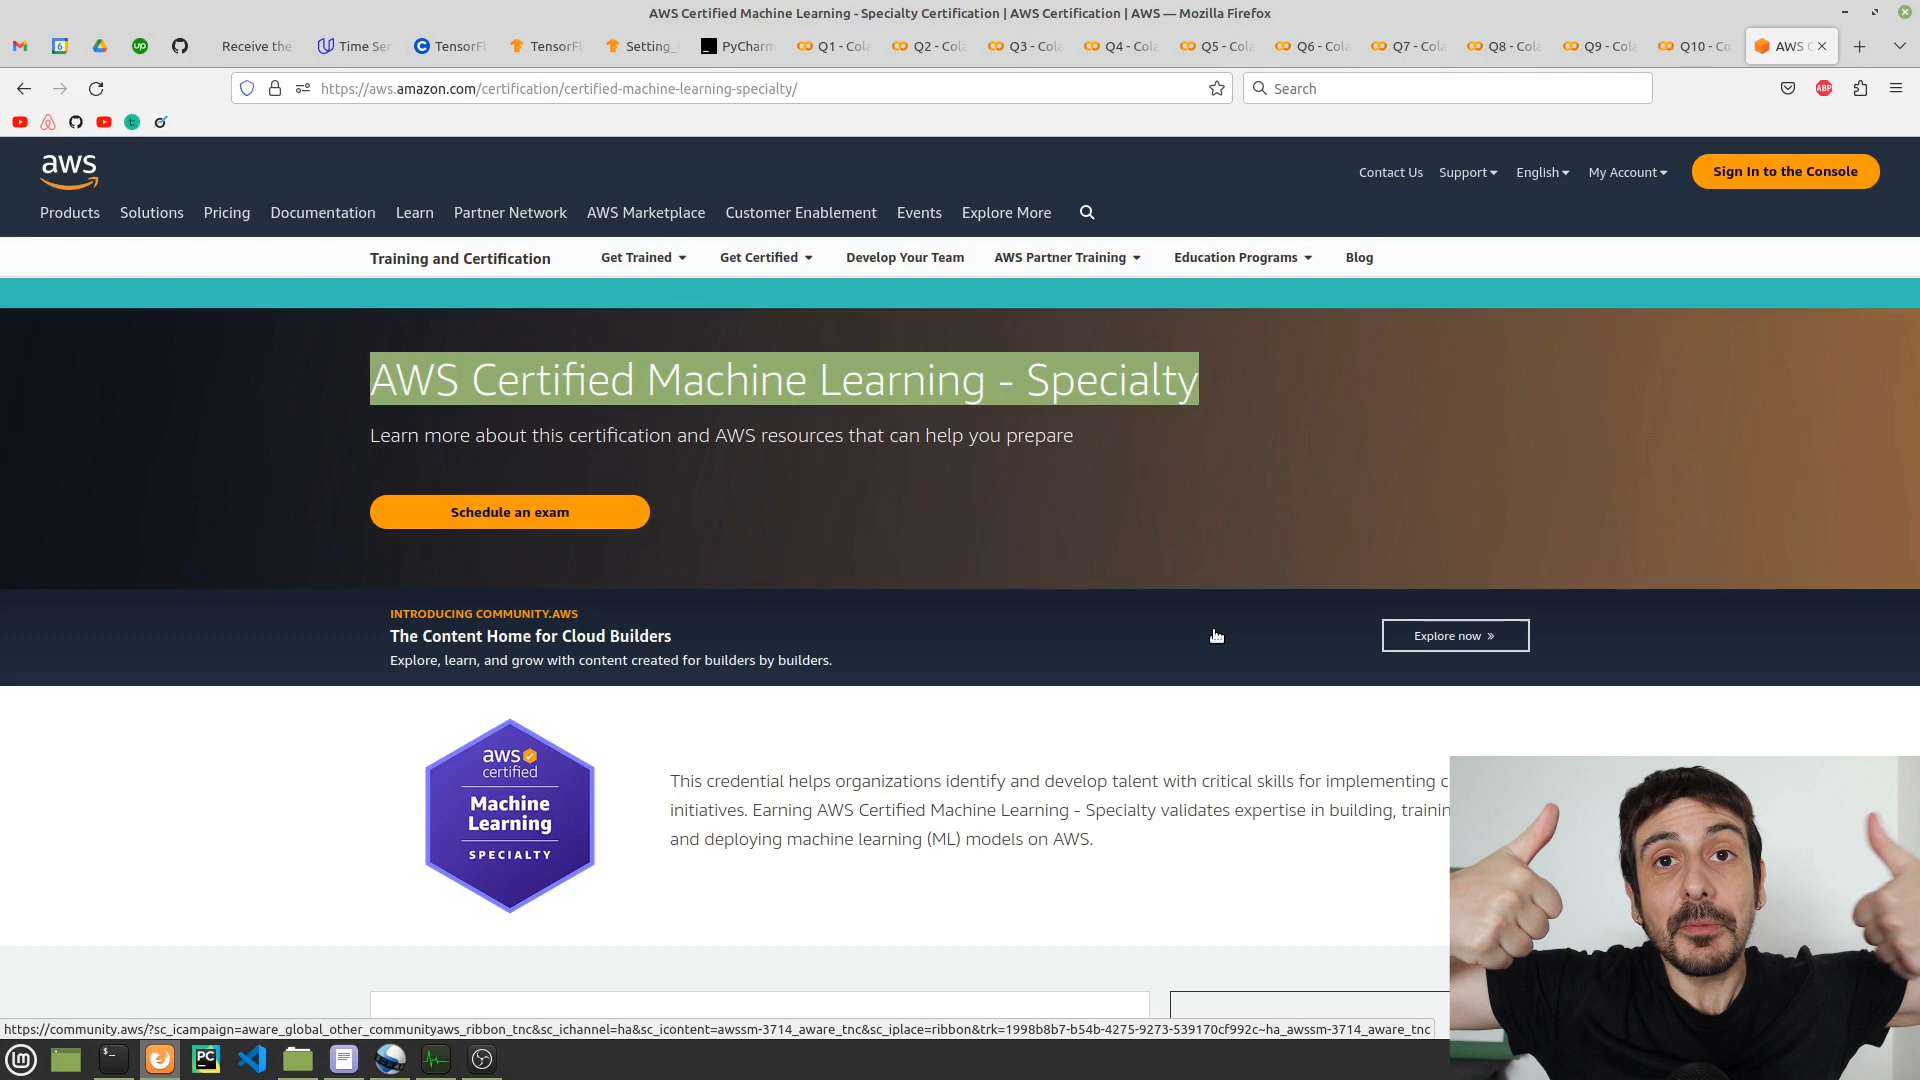 AWS Certified Machine Learning - Specialty Certification | AWS Certification | AWS — Mozilla Firefox
6
up
Receive the
Time Ser
TensorFl
TensorFl
Setting_
PyCharm
Q1 - Cola
Q2 - Cola
Q3 - Cola
Q4 - Cola
Q5 - Cola
Q6 - Cola
Q7 - Cola
Q8 - Cola
Q9 - Cola
Q10 - Co
AWS C
https://aws.amazon.com/certification/certified-machine-learning-specialty/
Search
ABP
aws
Contact Us
Support
English
My Account
Sign In to the Console
Products
Solutions
Pricing
Documentation
Learn
Partner Network
AWS Marketplace
Customer Enablement
Events
Explore More
Training and Certification
Get Trained
Get Certified
Develop Your Team
AWS Partner Training
Education Programs
Blog
AWS Certified Machine Learning - Specialty
Learn more about this certification and AWS resources that can help you prepare
Schedule an exam
INTRODUCING COMMUNITY.AWS
The Content Home for Cloud Builders
Explore, learn, and grow with content created for builders by builders.
Explore now »
aws
certified
Machine
Learning
SPECIALTY
This credential helps organizations identify and develop talent with critical skills for implementing c
initiatives. Earning AWS Certified Machine Learning - Specialty validates expertise in building, trainin
and deploying machine learning (ML) models on AWS.
https://community.aws/?sc_icampaign=aware_global_other_communityaws_ribbon_tnc&sc_ichannel=ha&sc_icontent=awssm-3714_aware_tnc&sc_iplace=ribbon&trk=1998b8b7-b54b-4275-9273-539170cf992c~ha_awssm-3714_aware_tnc
PC